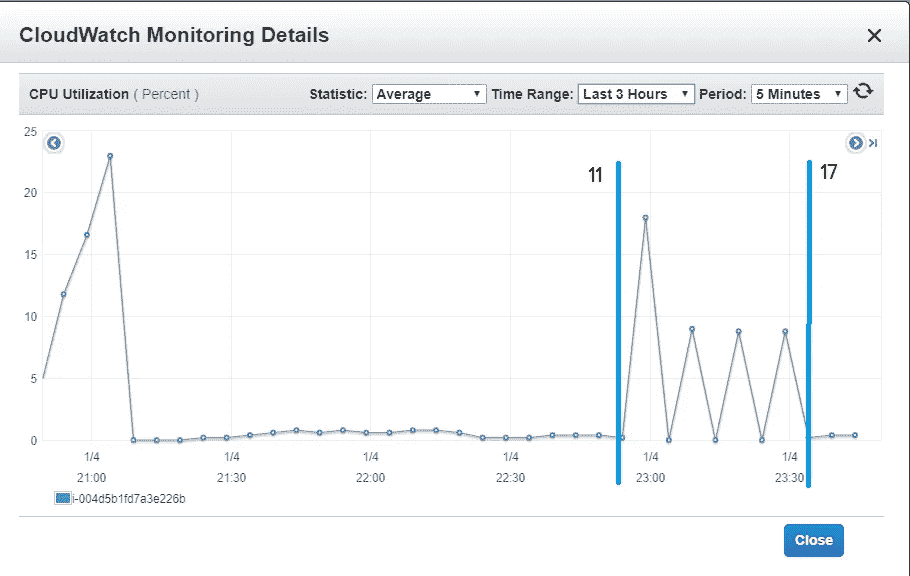 CloudWatch Monitoring Details
CPU Utilization ( Percent ) Statistic: Average Time Range: Last 3 Hours Period: 5 Minutes
25
20
15
10
5
0
11
17
1/4 1/4 1/4 1/4 1/4 1/4
21:00 21:30 22:00 22:30 23:00 23:30
i-004d5b1fd7a3e226b
Close